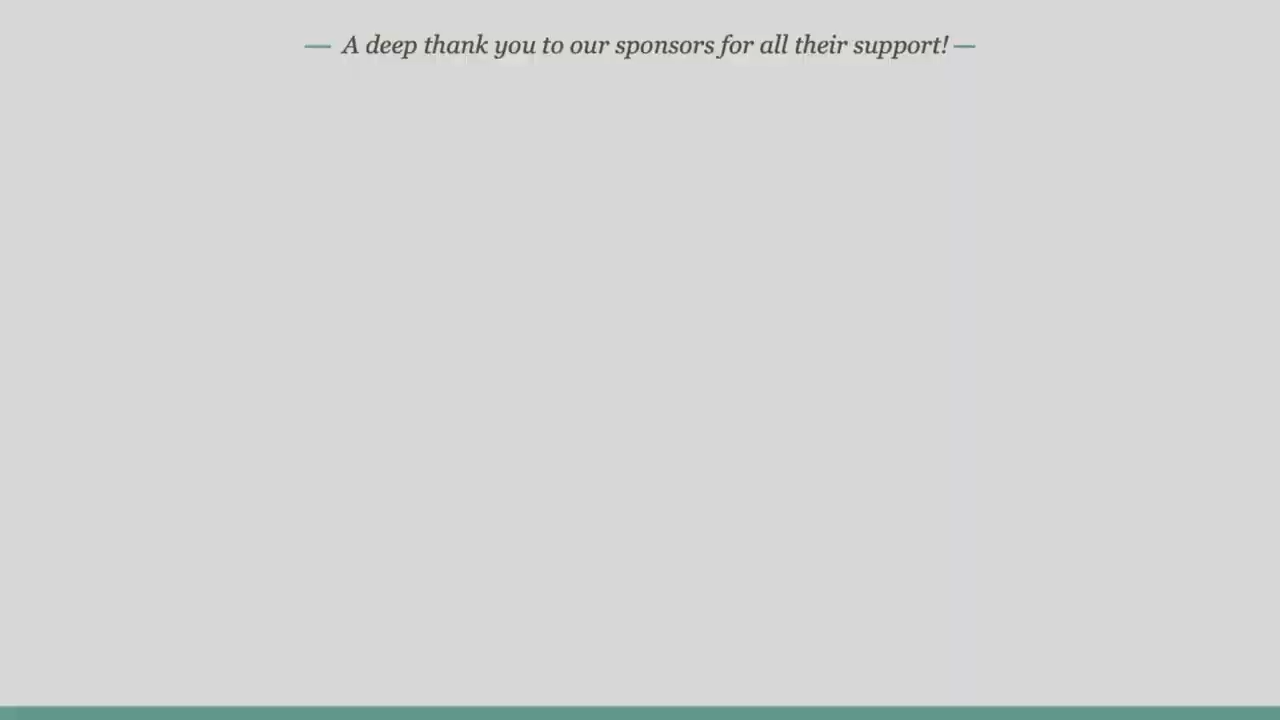 — A deep thank you to our sponsors for all their support! —